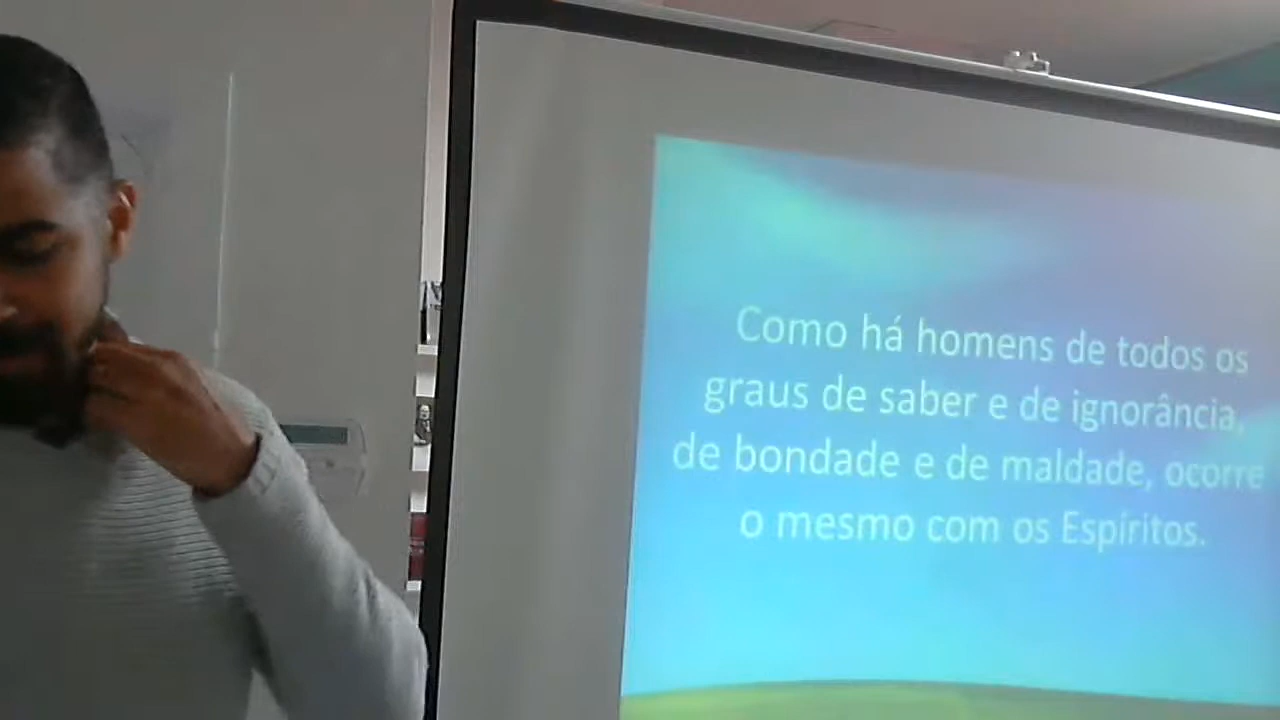 Como há homens de todos os
graus de saber e de ignorância,
de bondade e de maldade, ocorre
o mesmo com os Espíritos.